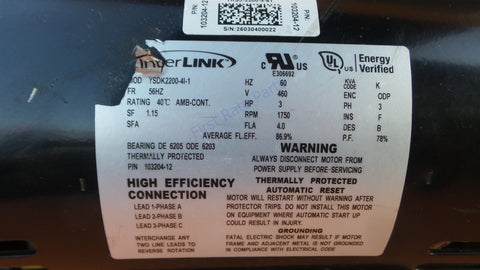 P/N:
103204-12
S/N:26030400022
P/N
103204-12
interLINK™
c UL US
E306692
UL
Energy
Verified
YSDK2200-4I-1 HZ 60 KVA CODE K
FR 56HZ V 460 ENC ODP
RATING 40°C AMB-CONT. HP 3 PH 3
SF 1.15 RPM 1750 INS F
SFA FLA 4.0 DES B
AVERAGE FL.EFF. 86.9% P.F. 78%
BEARING DE 6205 ODE 6203
THERMALLY PROTECTED
P/N 103204-12
HIGH EFFICIENCY
CONNECTION
LEAD 1-PHASE A
LEAD 2-PHASE B
LEAD 3-PHASE C
INTERCHANGE ANY
TWO LINE LEADS TO
REVERSE ROTATION
WARNING
ALWAYS DISCONNECT MOTOR FROM
POWER SUPPLY BEFORE-SERVICING
THERMALLY PROTECTED
AUTOMATIC RESET
MOTOR WILL RESTART WITHOUT WARNING AFTER
PROTECTOR TRIPS. DO NOT INSTALL THIS MOTOR
ON EQUIPMENT WHERE AUTOMATIC START UP
COULD RESULT IN INJURY.
GROUNDING
FATAL ELECTRIC SHOCK MAY RESULT IF MOTOR
FRAME AND ADJACENT METAL IS NOT GROUNDED
IN COMPLIANCE WITH ELECTRICAL CODES